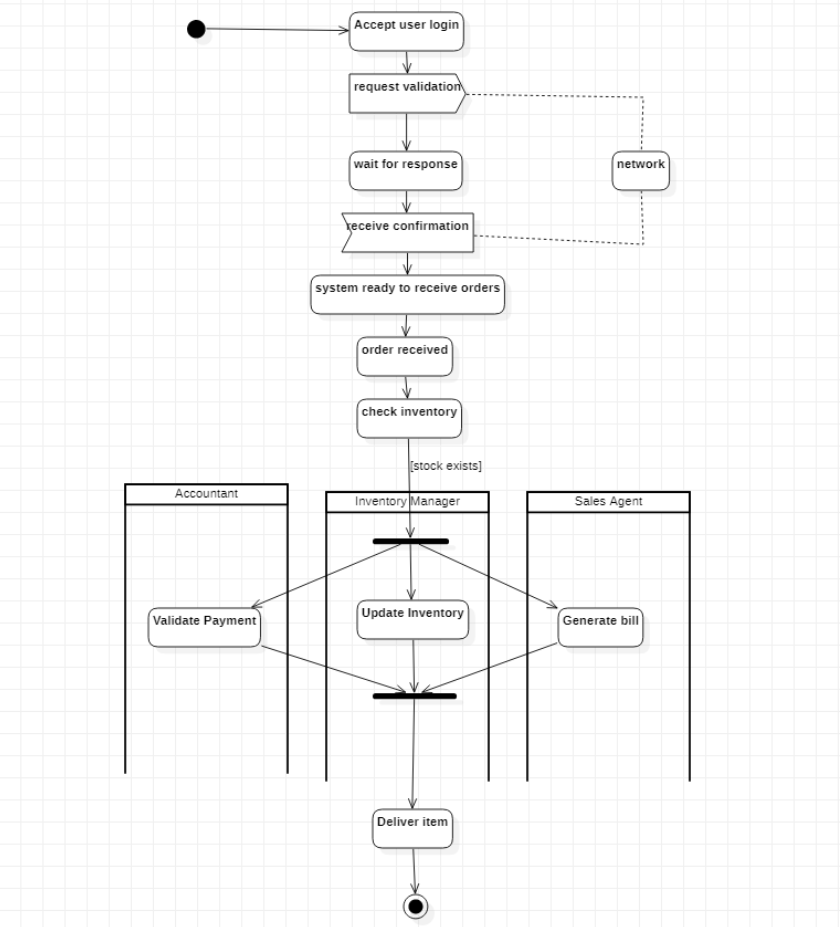 Accept user login
request validation
wait for response
network
receive confirmation
system ready to receive orders
order received
check inventory
[stock exists]
Accountant
Inventory Manager
Sales Agent
Validate Payment
Update Inventory
Generate bill
Deliver item